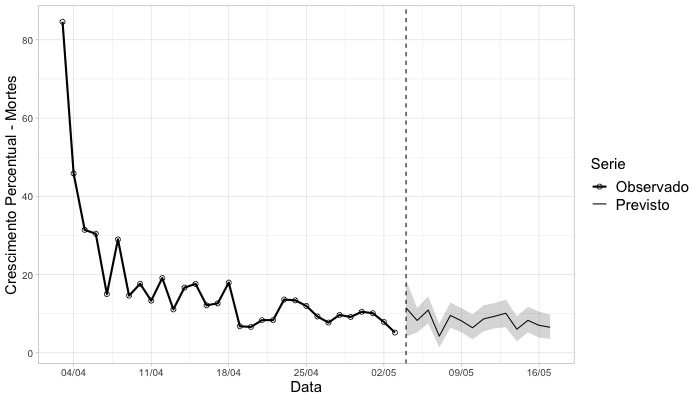 Crescimento Percentual - Mortes
80
60
40
20
0
04/04
11/04
18/04
25/04
02/05
09/05
16/05
Data
Serie
Observado
Previsto